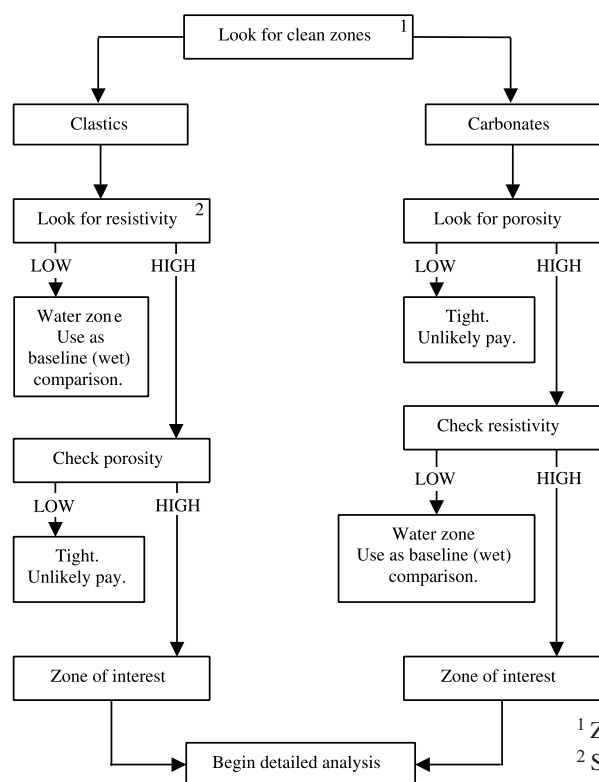 Look for clean zones 1
Clastics
Carbonates
Look for resistivity 2
Look for porosity
LOW
HIGH
LOW
HIGH
Water zone
Use as
baseline (wet)
comparison.
Tight.
Unlikely pay.
Check resistivity
Check porosity
LOW
HIGH
LOW
HIGH
Water zone
Use as baseline (wet)
comparison.
Tight.
Unlikely pay.
Zone of interest
Zone of interest
Begin detailed analysis
1 Z
2 S